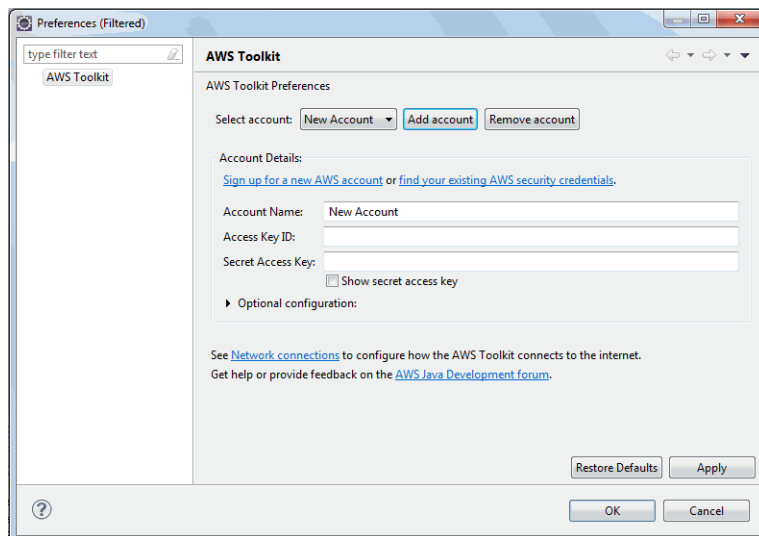 Preferences (Filtered)
type filter text
AWS Toolkit
AWS Toolkit
AWS Toolkit Preferences
Select account: New Account Add account Remove account
Account Details:
Sign up for a new AWS account or find your existing AWS security credentials.
Account Name: New Account
Access Key ID:
Secret Access Key:
Show secret access key
Optional configuration:
See Network connections to configure how the AWS Toolkit connects to the internet.
Get help or provide feedback on the AWS Java Development forum.
Restore Defaults Apply
? OK Cancel